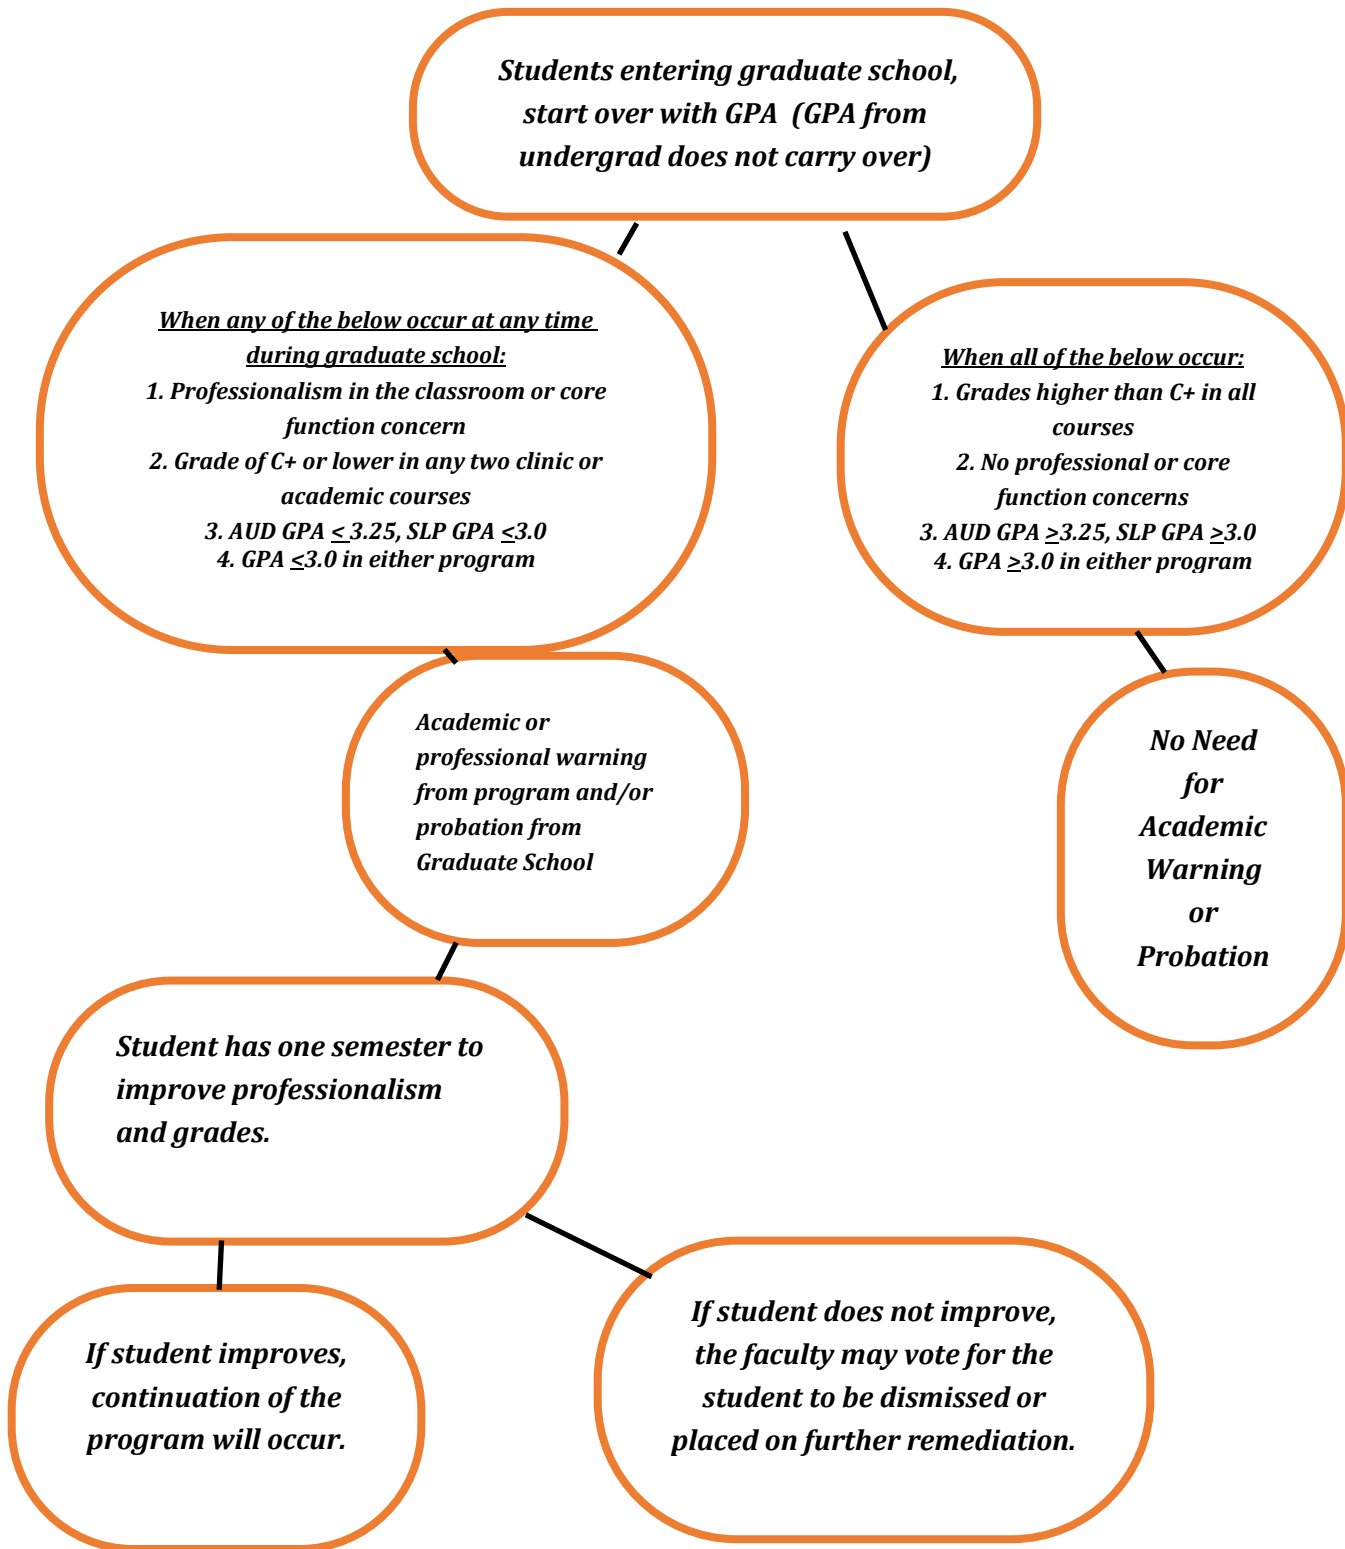 Students entering graduate school,
start over with GPA (GPA from
undergrad does not carry over)
When any of the below occur at any time
during graduate school:
1. Professionalism in the classroom or core
function concern
2. Grade of C+ or lower in any two clinic or
academic courses
3. AUD GPA < 3.25, SLP GPA <3.0
4. GPA <3.0 in either program
When all of the below occur:
1. Grades higher than C+ in all
courses
2. No professional or core
function concerns
3. AUD GPA >3.25, SLP GPA >3.0
4. GPA >3.0 in either program
Academic or
professional warning
from program and/or
probation from
Graduate School
No Need
for
Academic
Warning
or
Probation
Student has one semester to
improve professionalism
and grades.
If student improves,
continuation of the
program will occur.
If student does not improve,
the faculty may vote for the
student to be dismissed or
placed on further remediation.